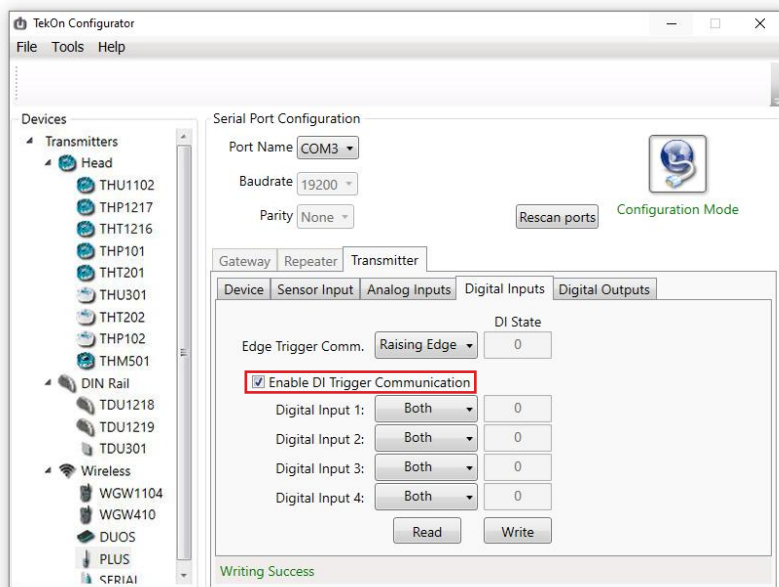 TekOn Configurator
File Tools Help
Devices
Transmitters
Head
THU1102
THP1217
THT1216
THP101
THT201
THU301
THT202
THP102
THM501
DIN Rail
TDU1218
TDU1219
TDU301
Wireless
WGW1104
WGW410
DUOS
PLUS
SERIAL
Serial Port Configuration
Port Name COM3
Baudrate 19200
Parity None
Rescan ports
Configuration Mode
Gateway Repeater Transmitter
Device Sensor Input Analog Inputs Digital Inputs Digital Outputs
DI State
Edge Trigger Comm. Raising Edge 0
Enable DI Trigger Communication
Digital Input 1: Both 0
Digital Input 2: Both 0
Digital Input 3: Both 0
Digital Input 4: Both 0
Read Write
Writing Success